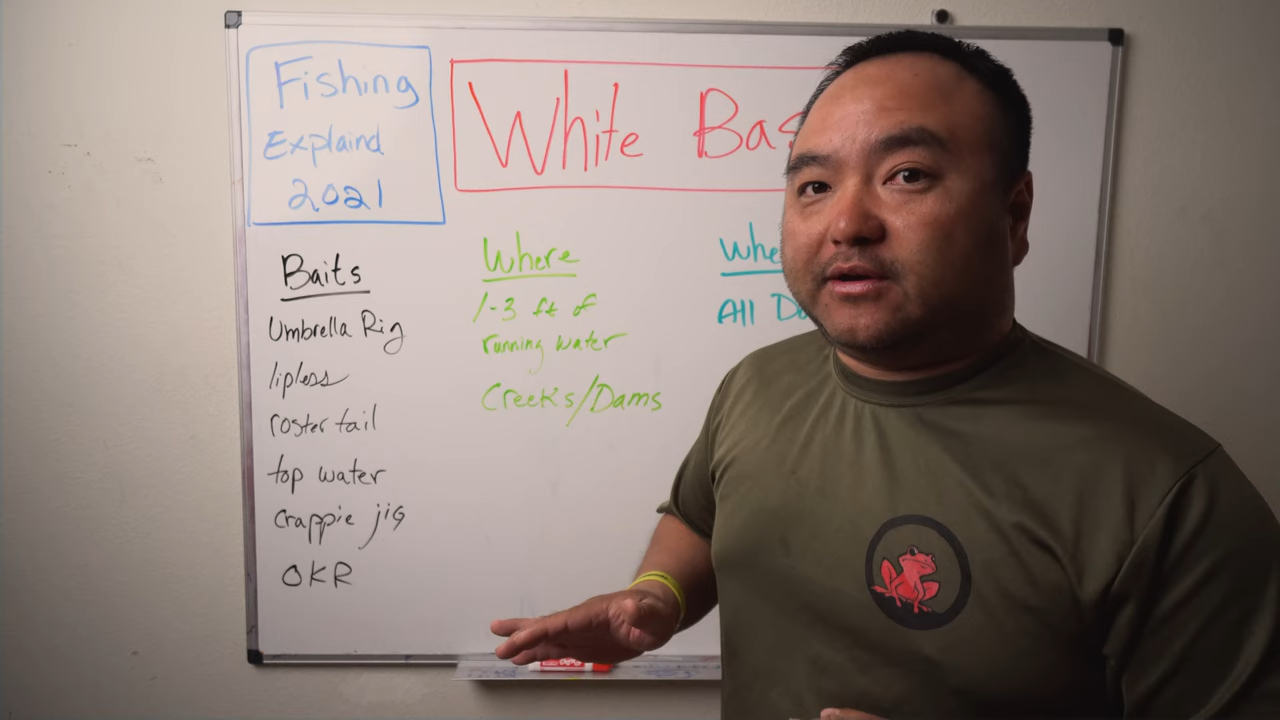 Fishing
Explaind
2021
White Bas
Baits
Umbrella Rig
lipless
roster tail
top water
crappie jig
OKR
Where
1-3 ft of
running water
Creeks/Dams
Whe
All Da